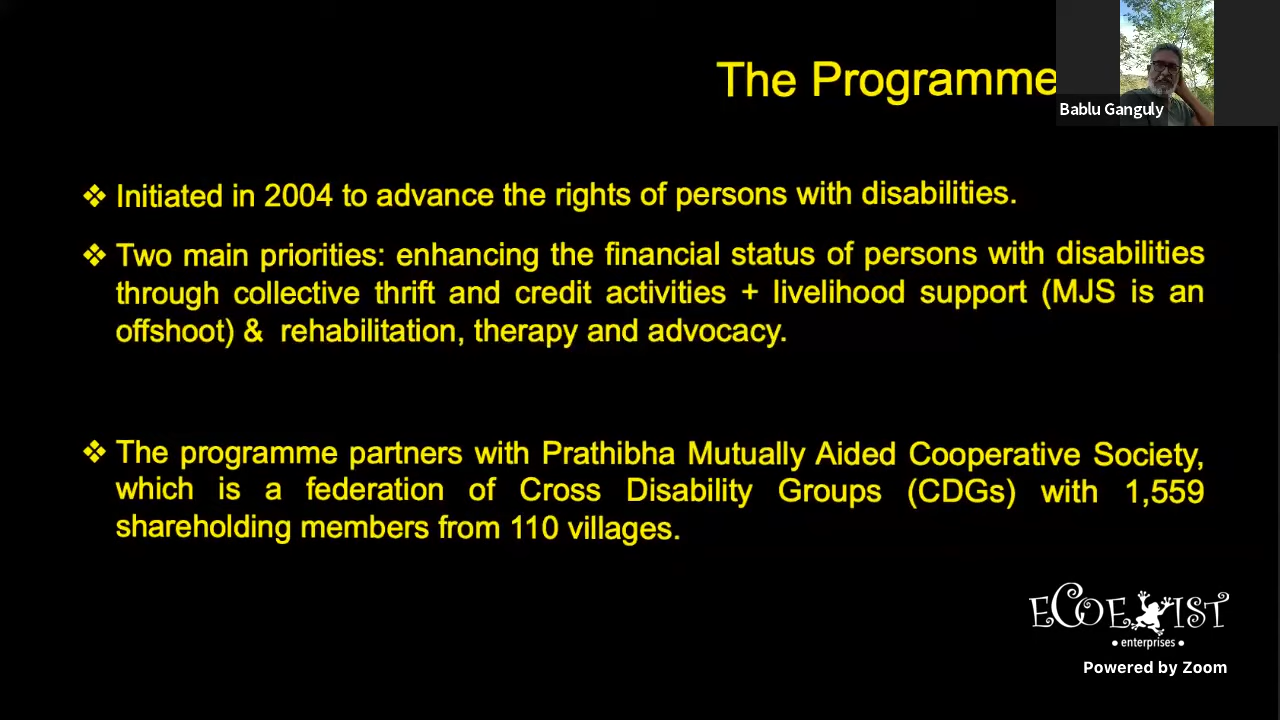 The Programme
Bablu Ganguly
❖ Initiated in 2004 to advance the rights of persons with disabilities.
❖ Two main priorities: enhancing the financial status of persons with disabilities
through collective thrift and credit activities + livelihood support (MJS is an
offshoot) & rehabilitation, therapy and advocacy.
❖ The programme partners with Prathibha Mutually Aided Cooperative Society,
which is a federation of Cross Disability Groups (CDGs) with 1,559
shareholding members from 110 villages.
eCoExIST
• enterprises •
Powered by Zoom